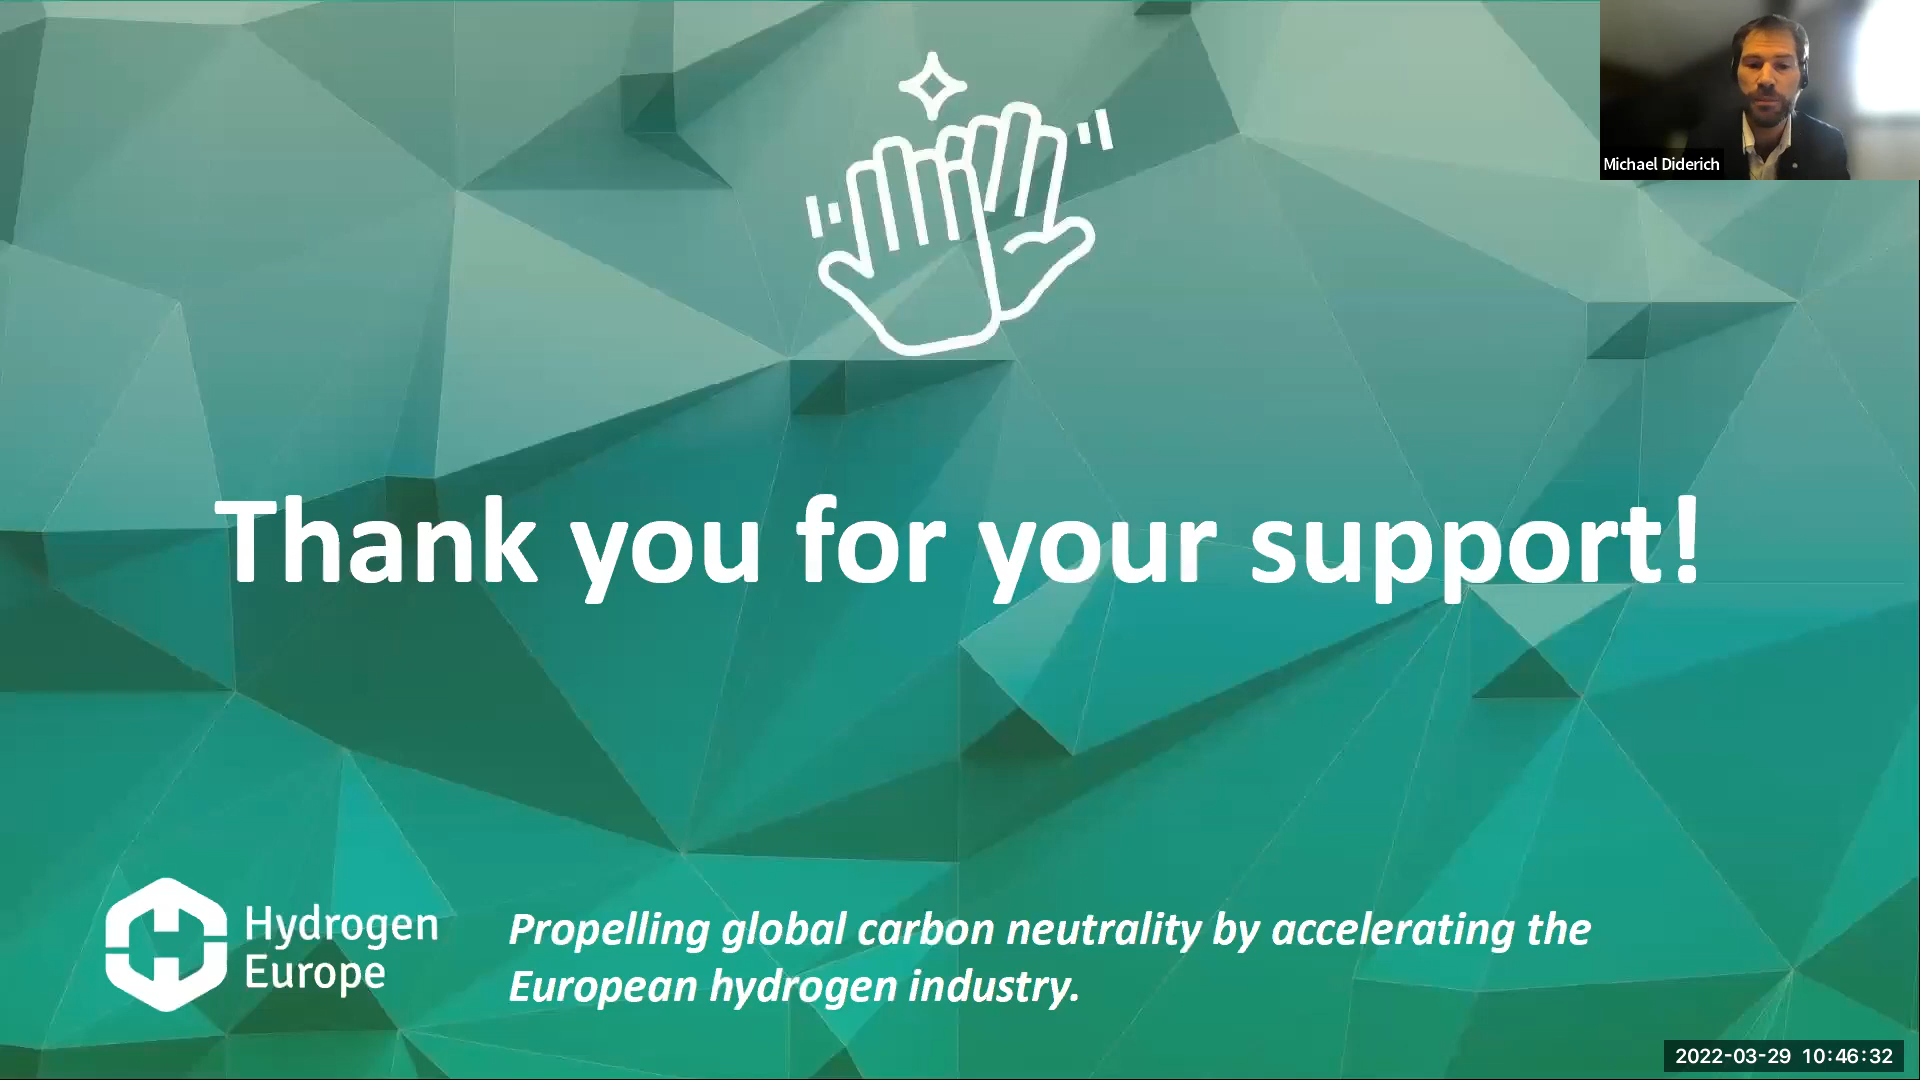 Michael Diderich
Thank you for your support!
Hydrogen
Europe
Propelling global carbon neutrality by accelerating the
European hydrogen industry.
2022-03-29 10:46:32